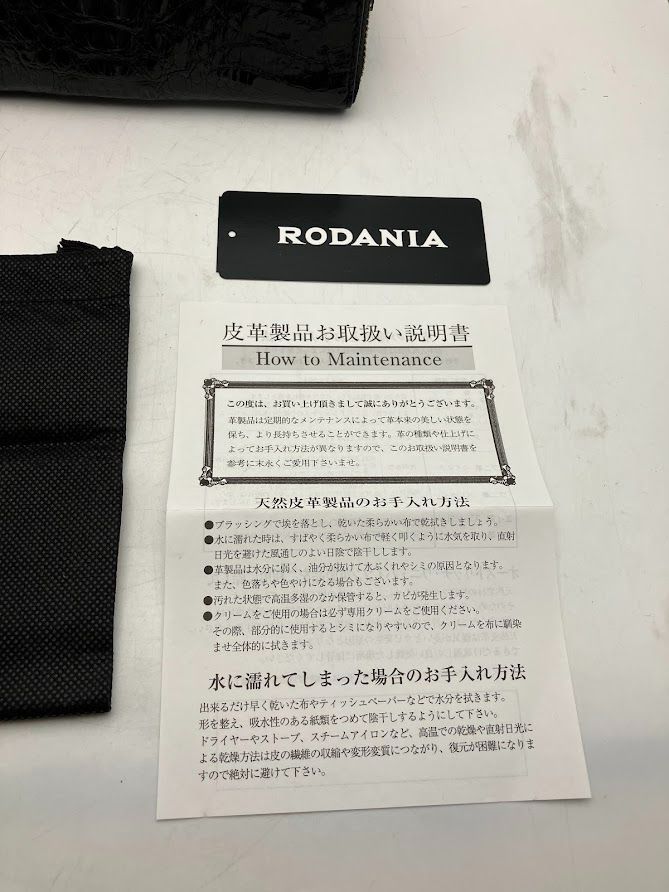 RODANIA
皮革製品お取扱い説明書
How to Maintenance
この度は、お買い上げ頂きまして誠にありがとうございます。
革製品は定期的なメンテナンスによって革本来の美しい状態を
保ち、より長持ちさせることができます。革の種類や仕上げに
よってお手入れ方法が異なりますので、このお取扱い説明書を
参考に末永くご愛用下さいませ。
天然皮革製品のお手入れ方法
●ブラッシングで埃を落とし、乾いた柔らかい布で乾拭きしましょう。
●水に濡れた時は、すばやく柔らかい布で軽く叩くように水気を取り、直射
日光を避けた風通しのよい日陰で陰干しします。
●革製品は水分に弱く、油分が抜けて水ぶくれやシミの原因となります。
また、色落ちや色やけになる場合もございます。
●汚れた状態で高温多湿のなか保管すると、カビが発生します。
●クリームをご使用の場合は必ず専用クリームをご使用ください。
その際、部分的に使用するとシミになりやすいので、クリームを布に馴染
ませ全体的に拭きます。
水に濡れてしまった場合のお手入れ方法
出来るだけ早く乾いた布やティッシュペーパーなどで水分を拭きます。
形を整え、吸水性のある紙類をつめて陰干しするようにして下さい。
ドライヤーやストーブ、スチームアイロンなど、高温での乾燥や直射日光に
よる乾燥方法は皮の繊維の収縮や変形変質につながり、復元が困難になりま
すので絶対に避けて下さい。